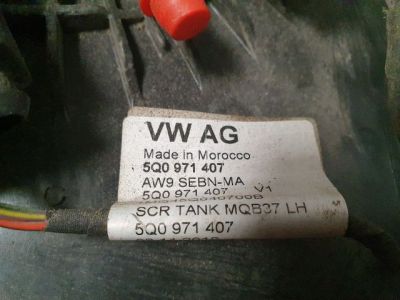 VW AG
Made in Morocco
5Q0 971 407
AW9 SEBN-MA
5Q0 971 407 V1
SCR TANK MQB37 LH
5Q0 971 407